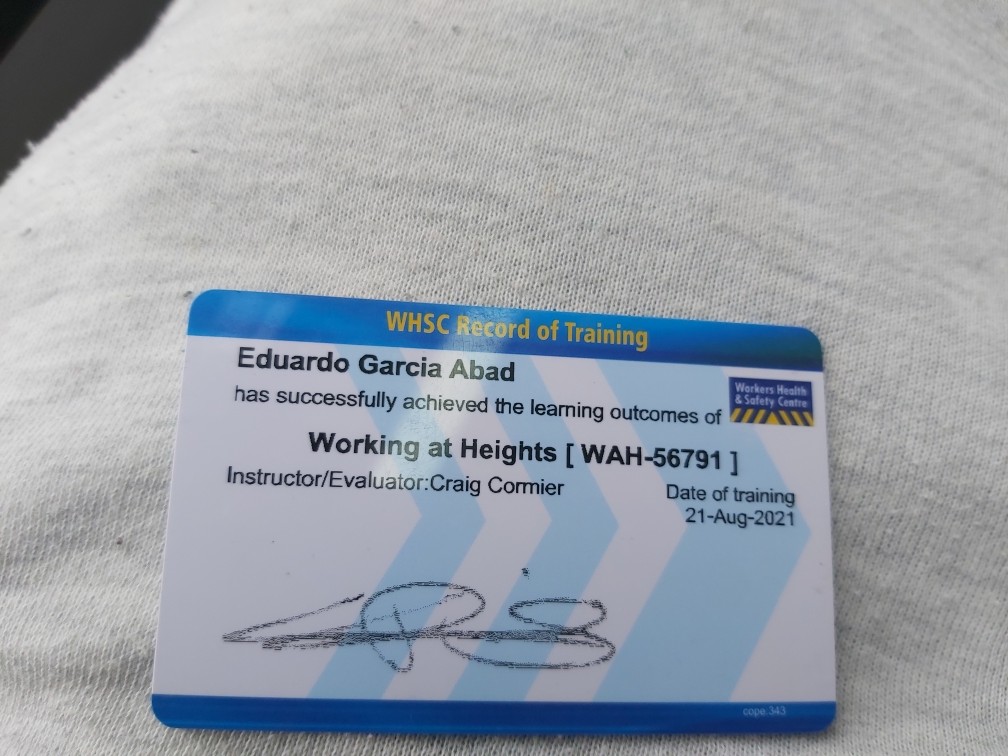 WHSC Record of Training
Eduardo Garcia Abad
has successfully achieved the learning outcomes of
Workers Health
& Safety Centre
Working at Heights [ WAH-56791 ]
Instructor/Evaluator:Craig Cormier
Date of training
21-Aug-2021
cope:343